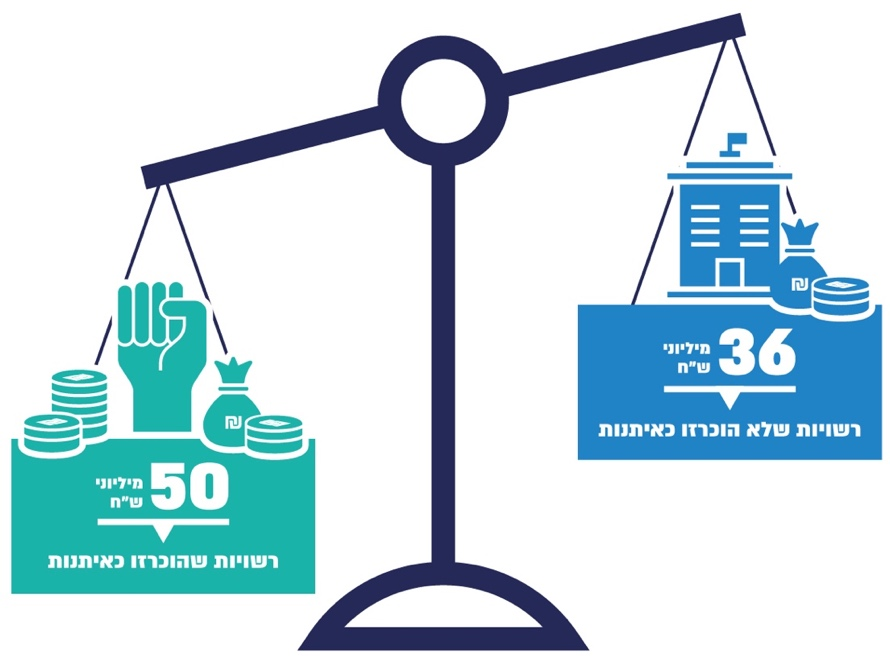 36 מיליוני
ש"ח
רשויות שלא הוכרזו כאיתנות
50 מיליוני
ש"ח
רשויות שהוכרזו כאיתנות
₪
₪